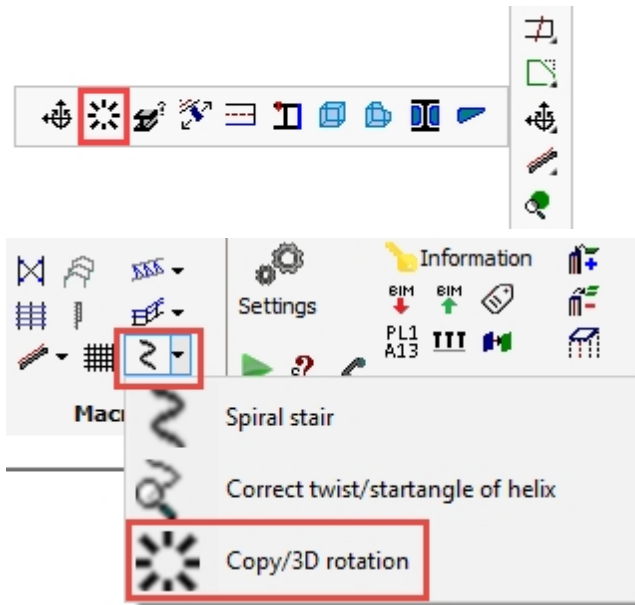 Information
Settings
BIM BIM
PL1
A13
Mac
Spiral stair
Correct twist/startangle of helix
Copy/3D rotation